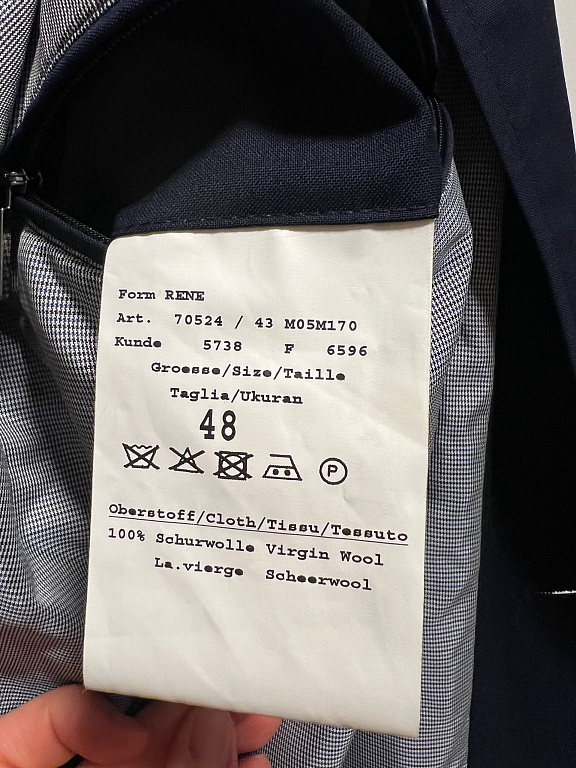 Form RENE
Art. 70524 / 43 M05M170
Kunde 5738 F 6596
Groesse/Size/Taille
Taglia/Ukuran
48
P
Oberstoff/Cloth/Tissu/Tessuto
100% Schurwolle Virgin Wool
La.vierge Scheerwool